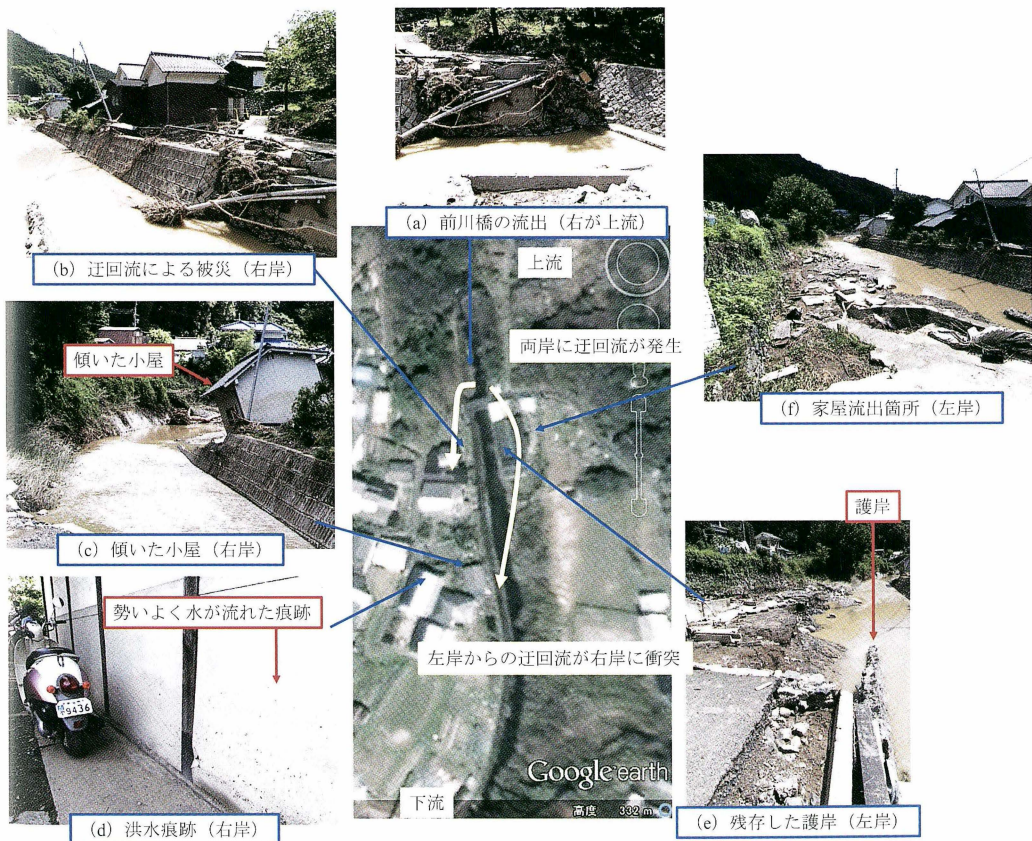 (a) 前川橋の流出(右が上流)
(b) 迂回流による被災(右岸)
上流
両岸に迂回流が発生
傾いた小屋
(f) 家屋流出箇所(左岸)
(c) 傾いた小屋(右岸)
護岸
勢いよく水が流れた痕跡
左岸からの迂回流が右岸に衝突
9436
Google earth
高度 332 m
下流
(d) 洪水痕跡(右岸)
(e) 残存した護岸(左岸)